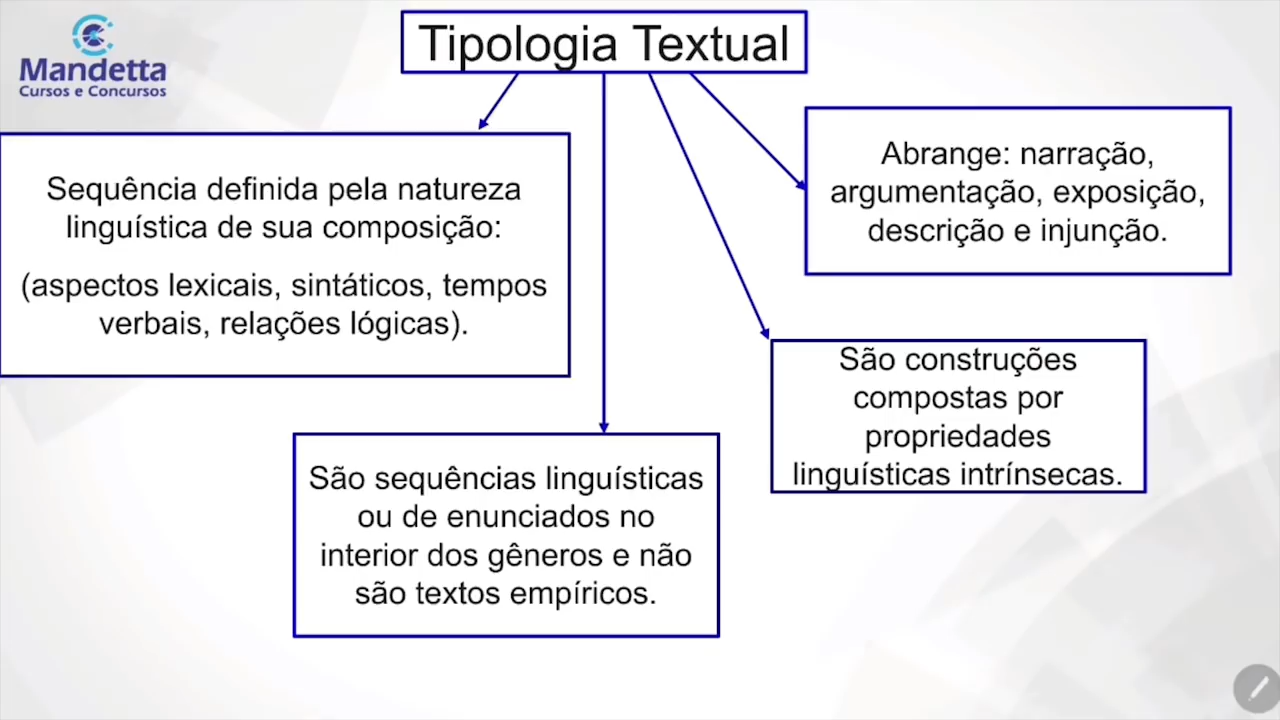 Mandetta
Cursos e Concursos
Tipologia Textual
Sequência definida pela natureza
linguística de sua composição:
(aspectos lexicais, sintáticos, tempos
verbais, relações lógicas).
Abrange: narração,
argumentação, exposição,
descrição e injunção.
São construções
compostas por
propriedades
linguísticas intrínsecas.
São sequências linguísticas
ou de enunciados no
interior dos gêneros e não
são textos empíricos.